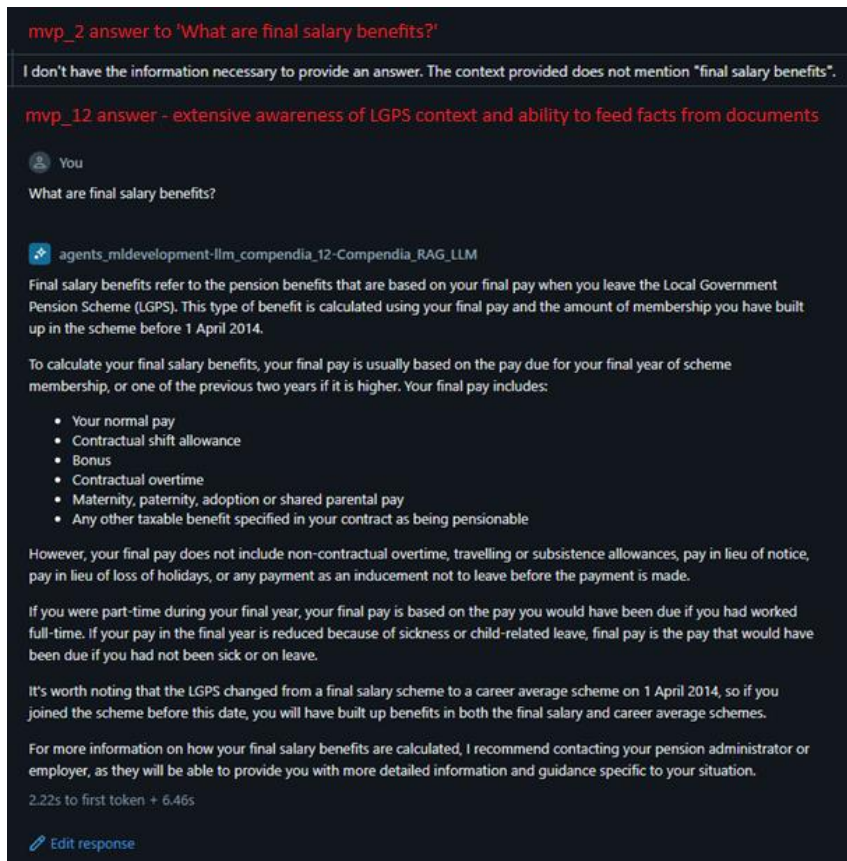 mvp_2 answer to 'What are final salary benefits?'
I don't have the information necessary to provide an answer. The context provided does not mention "final salary benefits".
mvp_12 answer - extensive awareness of LGPS context and ability to feed facts from documents
You
What are final salary benefits?
agents_mldevelopment-llm_compendia_12-Compendia_RAG_LLM
Final salary benefits refer to the pension benefits that are based on your final pay when you leave the Local Government
Pension Scheme (LGPS). This type of benefit is calculated using your final pay and the amount of membership you have built
up in the scheme before 1 April 2014.
To calculate your final salary benefits, your final pay is usually based on the pay due for your final year of scheme
membership, or one of the previous two years if it is higher. Your final pay includes:
• Your normal pay
• Contractual shift allowance
• Bonus
• Contractual overtime
• Maternity, paternity, adoption or shared parental pay
• Any other taxable benefit specified in your contract as being pensionable
However, your final pay does not include non-contractual overtime, travelling or subsistence allowances, pay in lieu of notice,
pay in lieu of loss of holidays, or any payment as an inducement not to leave before the payment is made.
If you were part-time during your final year, your final pay is based on the pay you would have been due if you had worked
full-time. If your pay in the final year is reduced because of sickness or child-related leave, final pay is the pay that would have
been due if you had not been sick or on leave.
It's worth noting that the LGPS changed from a final salary scheme to a career average scheme on 1 April 2014, so if you
joined the scheme before this date, you will have built up benefits in both the final salary and career average schemes.
For more information on how your final salary benefits are calculated, I recommend contacting your pension administrator or
employer, as they will be able to provide you with more detailed information and guidance specific to your situation.
2.22s to first token + 6.46s
Edit response